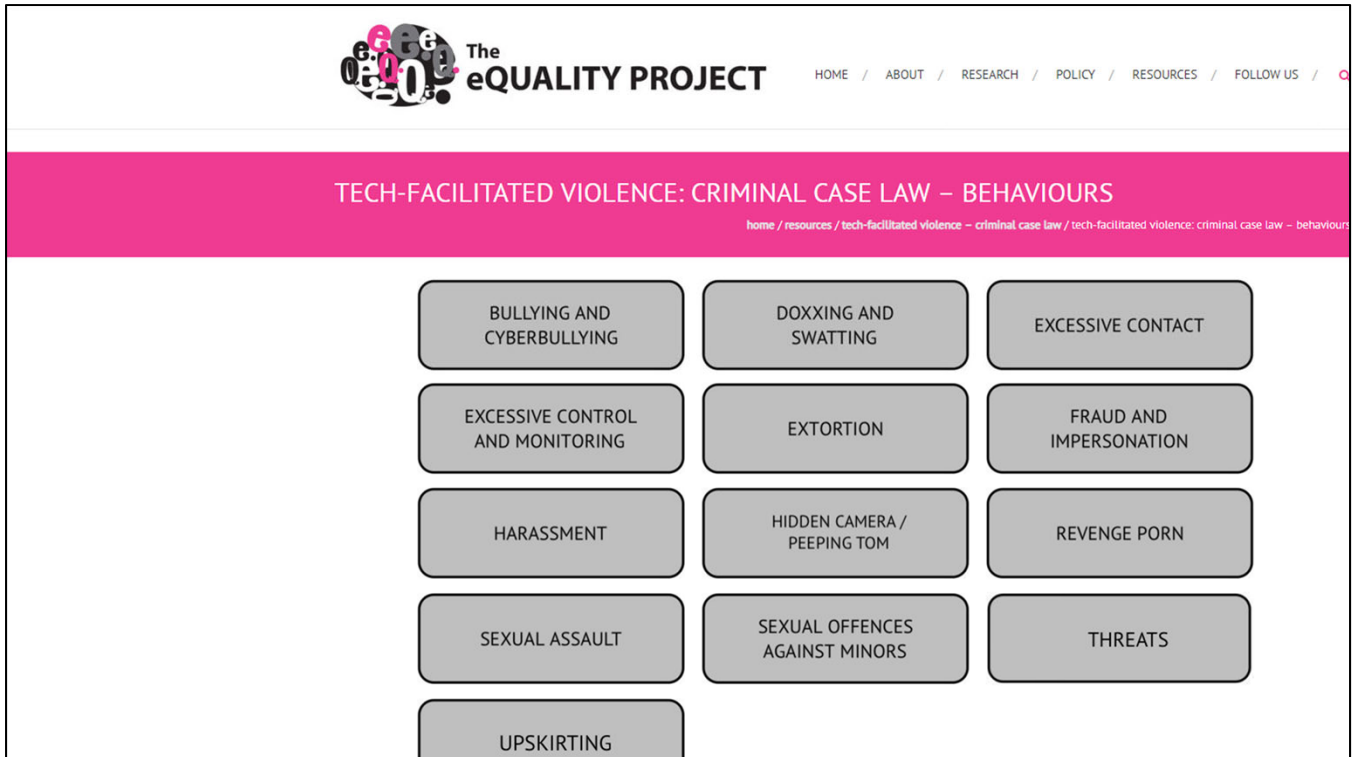 The
eQUALITY PROJECT
HOME / ABOUT / RESEARCH / POLICY / RESOURCES / FOLLOW US /
TECH-FACILITATED VIOLENCE: CRIMINAL CASE LAW – BEHAVIOURS
home / resources / tech-facilitated violence – criminal case law / tech-facilitated violence: criminal case law – behaviours
BULLYING AND
CYBERBULLYING
DOXXING AND
SWATTING
EXCESSIVE CONTACT
EXCESSIVE CONTROL
AND MONITORING
EXTORTION
FRAUD AND
IMPERSONATION
HARASSMENT
HIDDEN CAMERA /
PEEPING TOM
REVENGE PORN
SEXUAL ASSAULT
SEXUAL OFFENCES
AGAINST MINORS
THREATS
UPSKIRTING